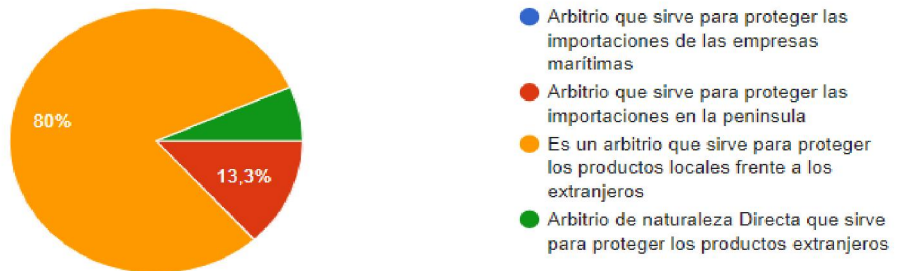 80%
13,3%
Arbitrio que sirve para proteger las
importaciones de las empresas
marítimas
Arbitrio que sirve para proteger las
importaciones en la peninsula
Es un arbitrio que sirve para proteger
los productos locales frente a los
extranjeros
Arbitrio de naturaleza Directa que sirve
para proteger los productos extranjeros